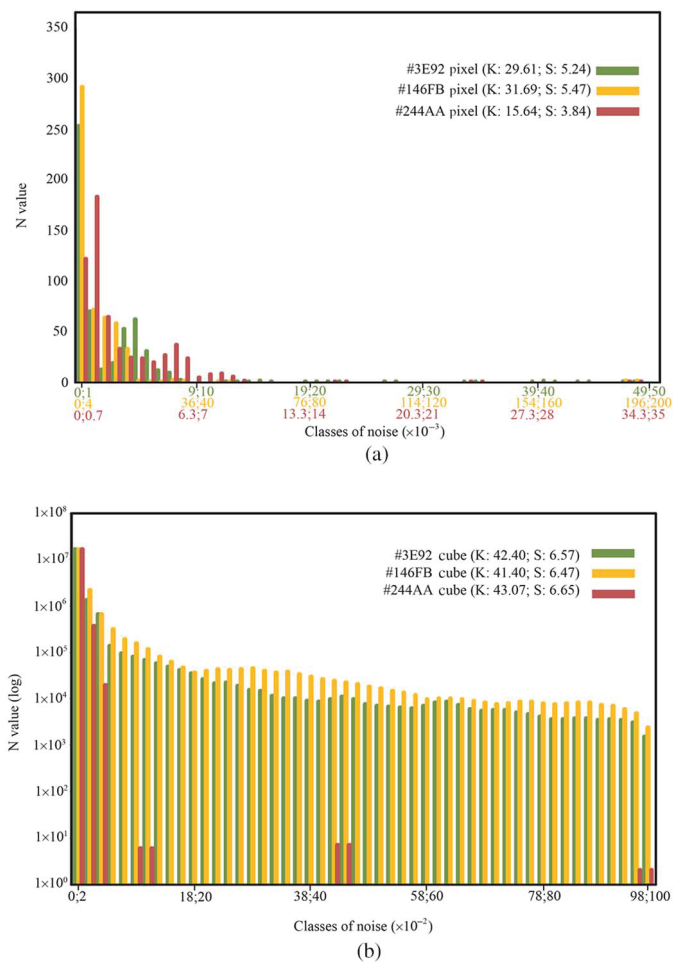 350
300
250
200
150
100
50
0
N value
#3E92 pixel (K: 29.61; S: 5.24)
#146FB pixel (K: 31.69; S: 5.47)
#244AA pixel (K: 15.64; S: 3.84)
0;1 9;10 19;20 29;30 39;40 49;50
0;4 36;40 76;80 114;120 154;160 196;200
0;0.7 6.3;7 13.3;14 20.3;21 27.3;28 34.3;35
Classes of noise (×10⁻³)
(a)
1×10⁸
1×10⁷
1×10⁶
1×10⁵
1×10⁴
1×10³
1×10²
1×10¹
1×10⁰
N value (log)
#3E92 cube (K: 42.40; S: 6.57)
#146FB cube (K: 41.40; S: 6.47)
#244AA cube (K: 43.07; S: 6.65)
0;2 18;20 38;40 58;60 78;80 98;100
Classes of noise (×10⁻²)
(b)